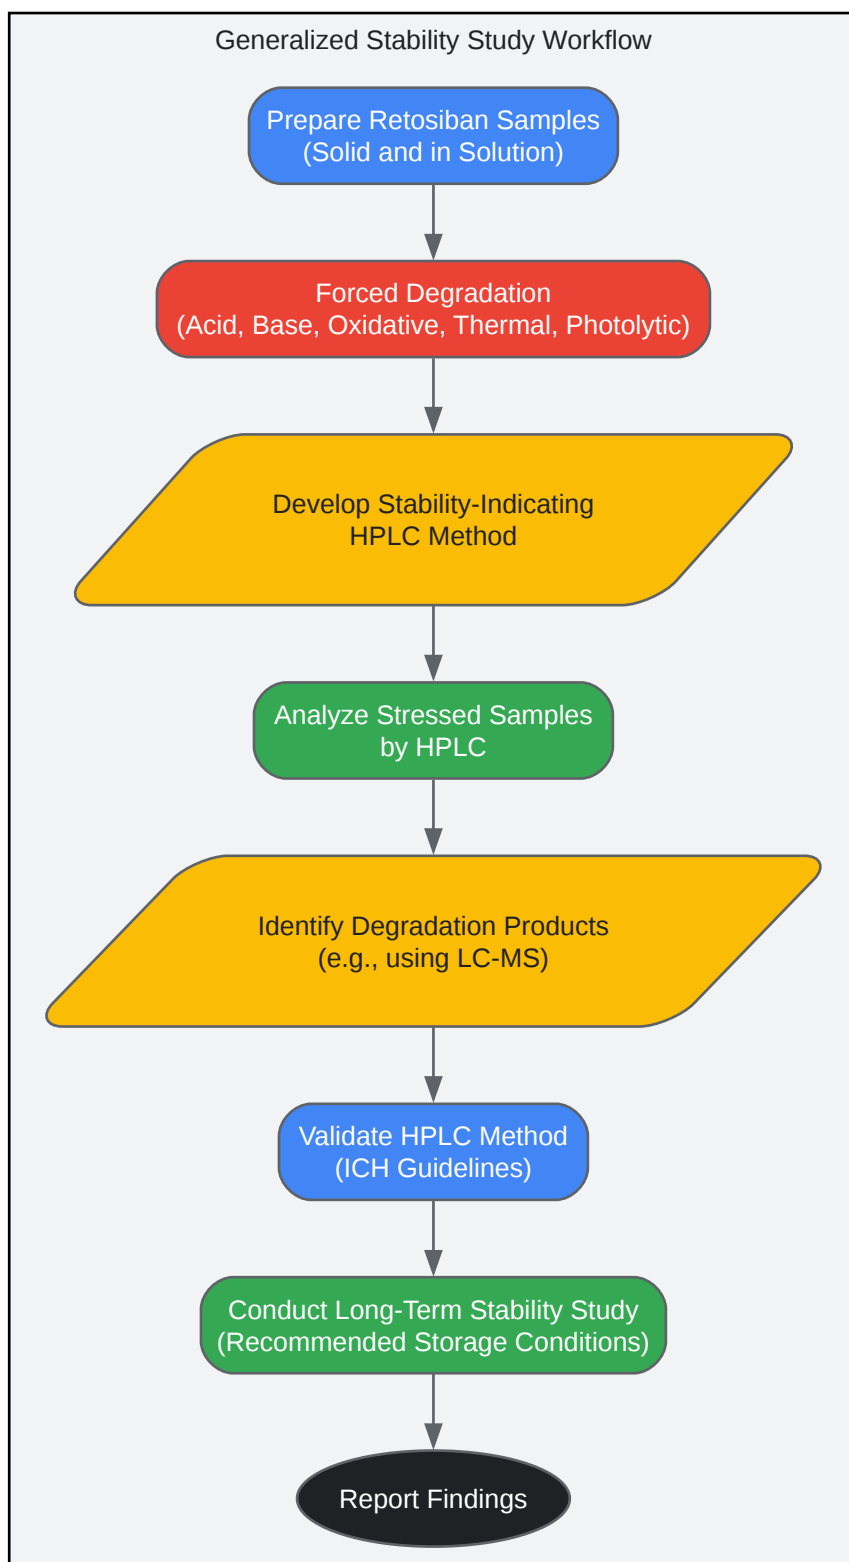 Generalized Stability Study Workflow
Prepare Retosiban Samples
(Solid and in Solution)
Forced Degradation
(Acid, Base, Oxidative, Thermal, Photolytic)
Develop Stability-Indicating
HPLC Method
Analyze Stressed Samples
by HPLC
Identify Degradation Products
(e.g., using LC-MS)
Validate HPLC Method
(ICH Guidelines)
Conduct Long-Term Stability Study
(Recommended Storage Conditions)
Report Findings